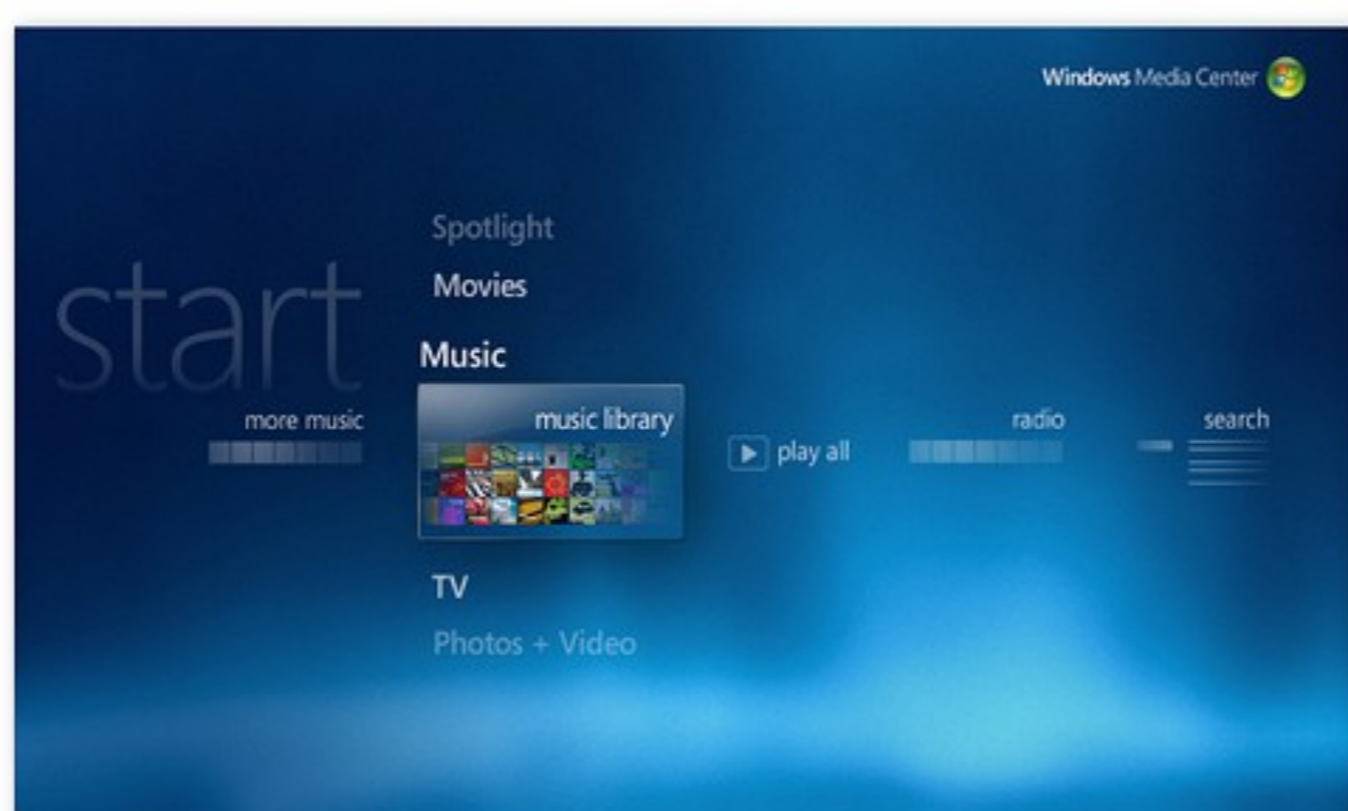 Windows Media Center
Spotlight
start
Movies
Music
more music
music library
play all
radio
search
TV
Photos + Video